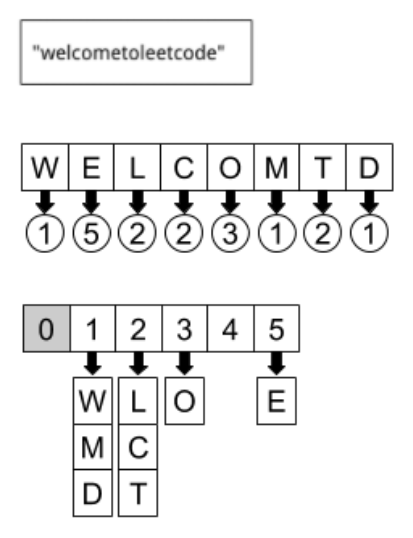 "welcometoleetcode"
W E L C O M T D
1 5 2 2 3 1 2 1
0 1 2 3 4 5
W L O E
M C
D T